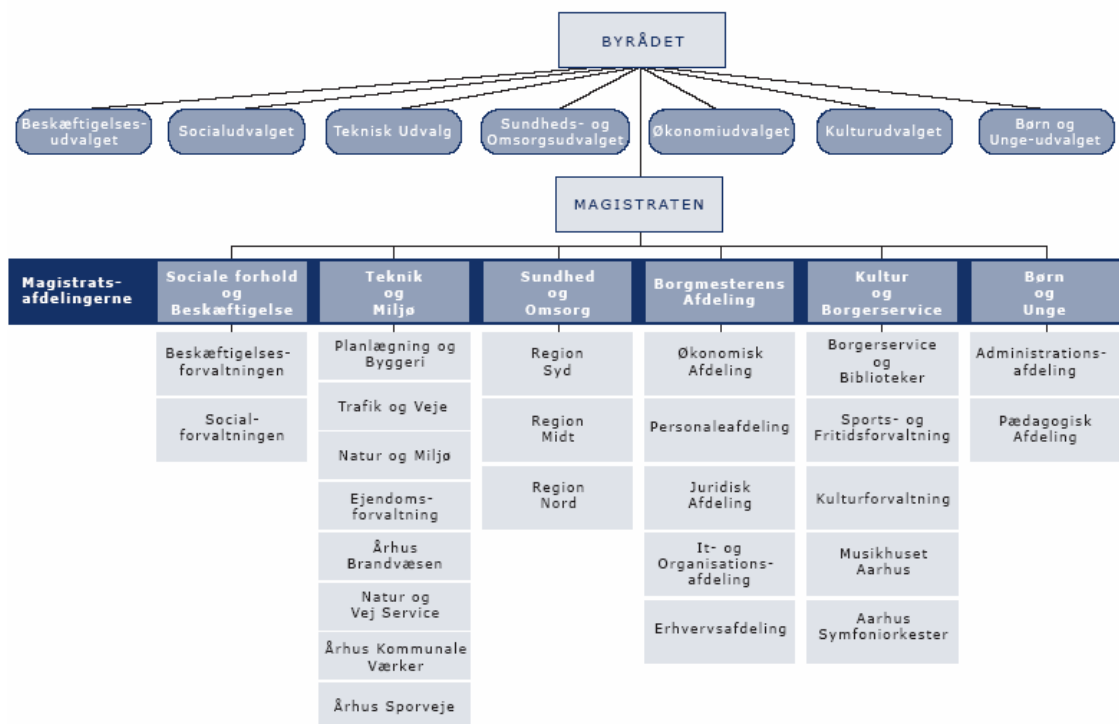 BYRÅDET
Beskæftigelses-
udvalget
Socialudvalget
Teknisk Udvalg
Sundheds- og
Omsorgsudvalget
Økonomiudvalget
Kulturudvalget
Børn og
Unge-udvalget
MAGISTRATEN
Magistrats-
afdelingerne
Sociale forhold
og
Beskæftigelse
Teknik
og
Miljø
Sundhed
og
Omsorg
Borgmesterens
Afdeling
Kultur
og
Borgerservice
Børn
og
Unge
Beskæftigelses-
forvaltningen
Social-
forvaltningen
Planlægning og
Byggeri
Trafik og Veje
Natur og Miljø
Ejendoms-
forvaltning
Århus
Brandvæsen
Natur og
Vej Service
Århus Kommunale
Værker
Århus Sporveje
Region
Syd
Region
Midt
Region
Nord
Økonomisk
Afdeling
Personaleafdeling
Juridisk
Afdeling
It- og
Organisations-
afdeling
Erhvervsafdeling
Borgerservice
og
Biblioteker
Sports- og
Fritidsforvaltning
Kulturforvaltning
Musikhuset
Aarhus
Aarhus
Symfoniorkester
Administrations-
afdeling
Pædagogisk
Afdeling